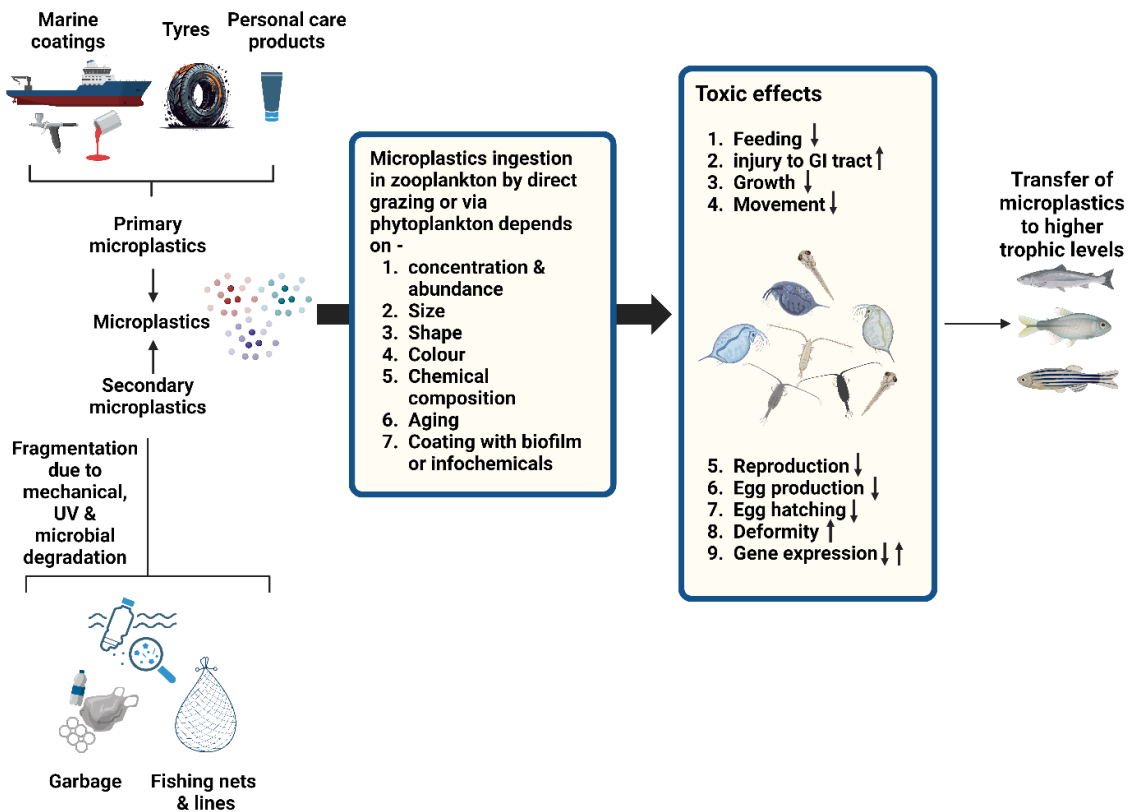 Marine
coatings
Tyres
Personal care
products
Primary
microplastics
Microplastics
Secondary
microplastics
Fragmentation
due to
mechanical,
UV &
microbial
degradation
Garbage
Fishing nets
& lines
Microplastics ingestion
in zooplankton by direct
grazing or via
phytoplankton depends
on -
1. concentration &
abundance
2. Size
3. Shape
4. Colour
5. Chemical
composition
6. Aging
7. Coating with biofilm
or infochemicals
Toxic effects
1. Feeding ↓
2. injury to GI tract ↑
3. Growth ↓
4. Movement ↓
5. Reproduction ↓
6. Egg production ↓
7. Egg hatching ↓
8. Deformity ↑
9. Gene expression ↓ ↑
Transfer of
microplastics
to higher
trophic levels